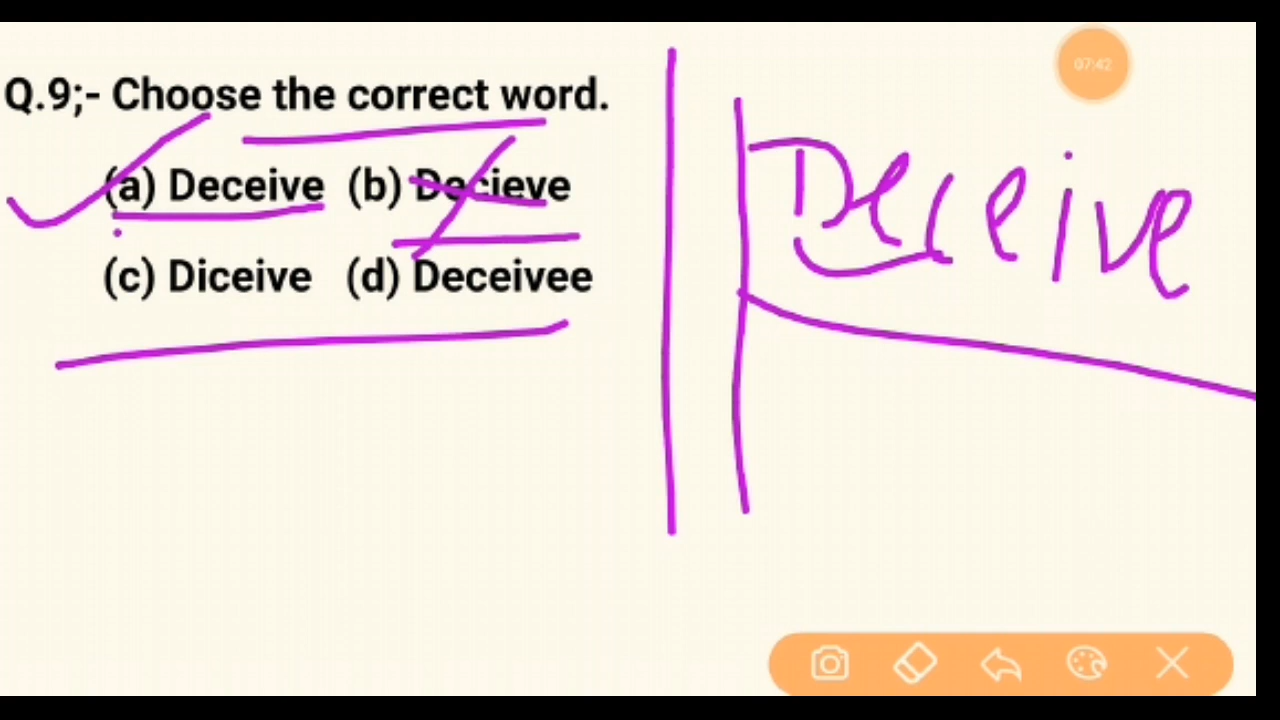 07:42
Q.9;- Choose the correct word.
(a) Deceive (b) Decieve
(c) Diceive (d) Deceivee
Deceive